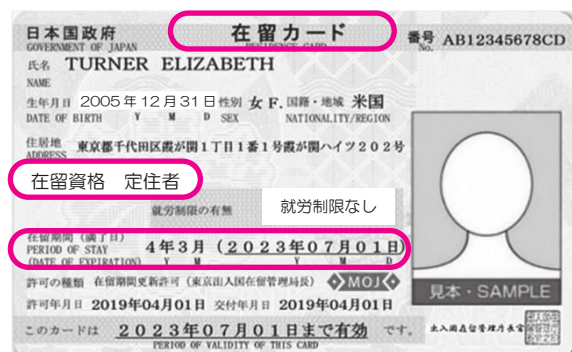 日本国政府 在留カード 番号 AB12345678CD
GOVERNMENT OF JAPAN RESIDENCE CARD No.
氏名 TURNER ELIZABETH
NAME
生年月日 2005年12月31日 性別 女 F. 国籍・地域 米国
DATE OF BIRTH Y M D SEX NATIONALITY/REGION
住居地 東京都千代田区霞が関1丁目1番1号霞が関ハイツ202号
ADDRESS
在留資格 定住者
就労制限の有無 就労制限なし
在留期間(満了日) 4年3月(2023年07月01日)
PERIOD OF STAY
(DATE OF EXPIRATION) Y M Y M D
許可の種類 在留期間更新許可(東京出入国在留管理局長) MOJ
見本・SAMPLE
許可年月日 2019年04月01日 交付年月日 2019年04月01日
このカードは 2023年07月01日まで有効 です。
PERIOD OF VALIDITY OF THIS CARD
出入国在留管理庁長官